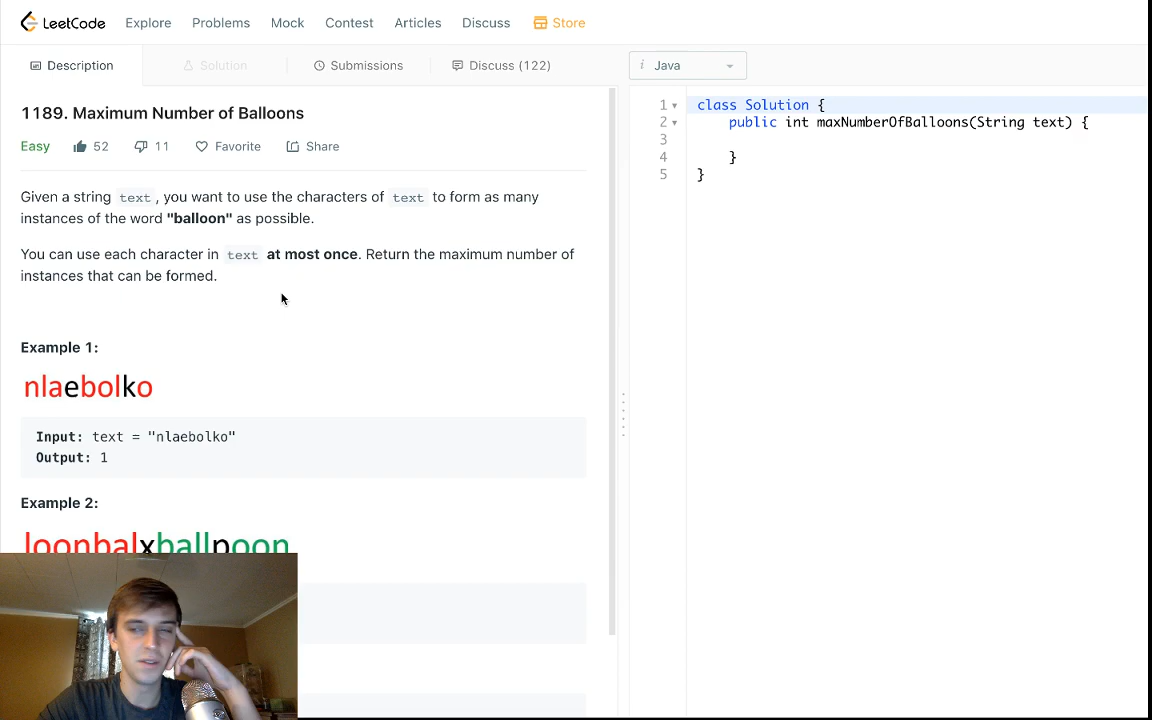 LeetCode Explore Problems Mock Contest Articles Discuss Store
Description Solution Submissions Discuss (122)
i Java
1189. Maximum Number of Balloons
Easy 52 11 Favorite Share
Given a string text , you want to use the characters of text to form as many
instances of the word "balloon" as possible.
You can use each character in text at most once. Return the maximum number of
instances that can be formed.
Example 1:
nlaebolko
Input: text = "nlaebolko"
Output: 1
Example 2:
loonbalxballpoon
1 class Solution {
2 public int maxNumberOfBalloons(String text) {
3
4 }
5 }